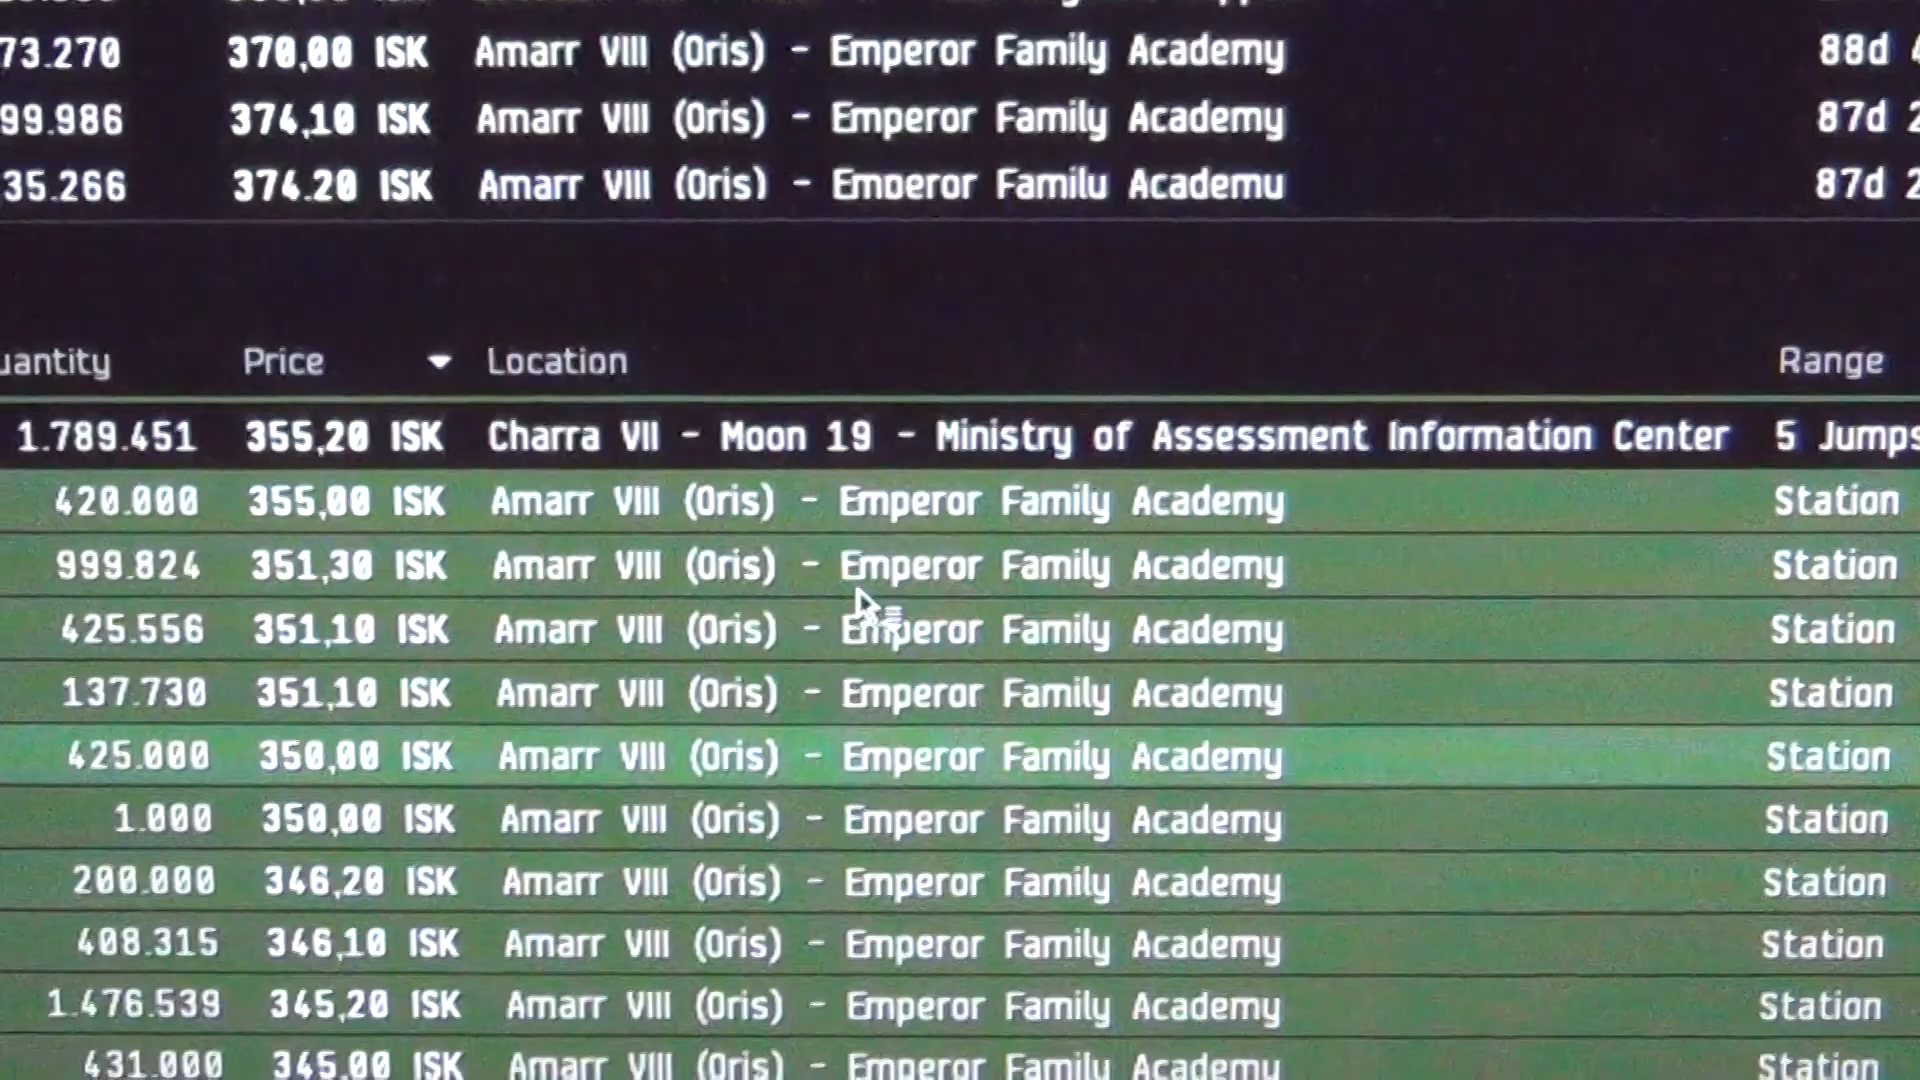 73.270 370,00 ISK Amarr VIII (Oris) - Emperor Family Academy 88d
99.986 374,10 ISK Amarr VIII (Oris) - Emperor Family Academy 87d 2
35.266 374.20 ISK Amarr VIII (Oris) - Emperor Family Academy 87d 2
uantity Price Location Range
1.789.451 355,20 ISK Charra VII - Moon 19 - Ministry of Assessment Information Center 5 Jumps
420.000 355,00 ISK Amarr VIII (Oris) - Emperor Family Academy Station
999.824 351,30 ISK Amarr VIII (Oris) - Emperor Family Academy Station
425.556 351,10 ISK Amarr VIII (Oris) - Emperor Family Academy Station
137.730 351,10 ISK Amarr VIII (Oris) - Emperor Family Academy Station
425.000 350,00 ISK Amarr VIII (Oris) - Emperor Family Academy Station
1.000 350,00 ISK Amarr VIII (Oris) - Emperor Family Academy Station
200.000 346,20 ISK Amarr VIII (Oris) - Emperor Family Academy Station
408.315 346,10 ISK Amarr VIII (Oris) - Emperor Family Academy Station
1.476.539 345,20 ISK Amarr VIII (Oris) - Emperor Family Academy Station
431.000 345.00 ISK Amarr VIII (Oris) - Emperor Family Academy Station